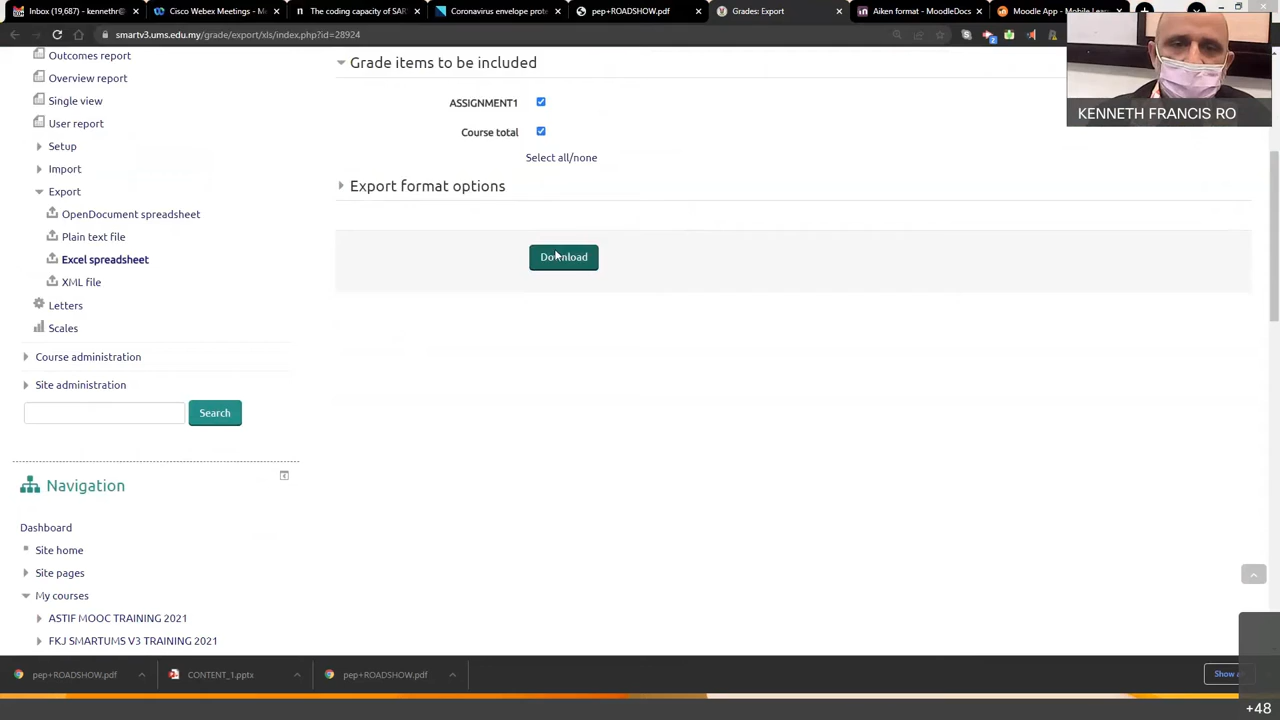 Inbox (19,687) - kennethr@
Cisco Webex Meetings - M
The coding capacity of SAR
Coronavirus envelope prote
pep+ROADSHOW.pdf
Grades: Export
Aiken format - MoodleDocs
Moodle App - Mobile Lea
smartv3.ums.edu.my/grade/export/xls/index.php?id=28924
KENNETH FRANCIS RO
Outcomes report
Overview report
Single view
User report
Setup
Import
Export
OpenDocument spreadsheet
Plain text file
Excel spreadsheet
XML file
Letters
Scales
Course administration
Site administration
Search
Navigation
Dashboard
Site home
Site pages
My courses
ASTIF MOOC TRAINING 2021
FKJ SMARTUMS V3 TRAINING 2021
Grade items to be included
ASSIGNMENT1
Course total
Select all/none
Export format options
Download
pep+ROADSHOW.pdf
CONTENT_1.pptx
pep+ROADSHOW.pdf
Show a
+48